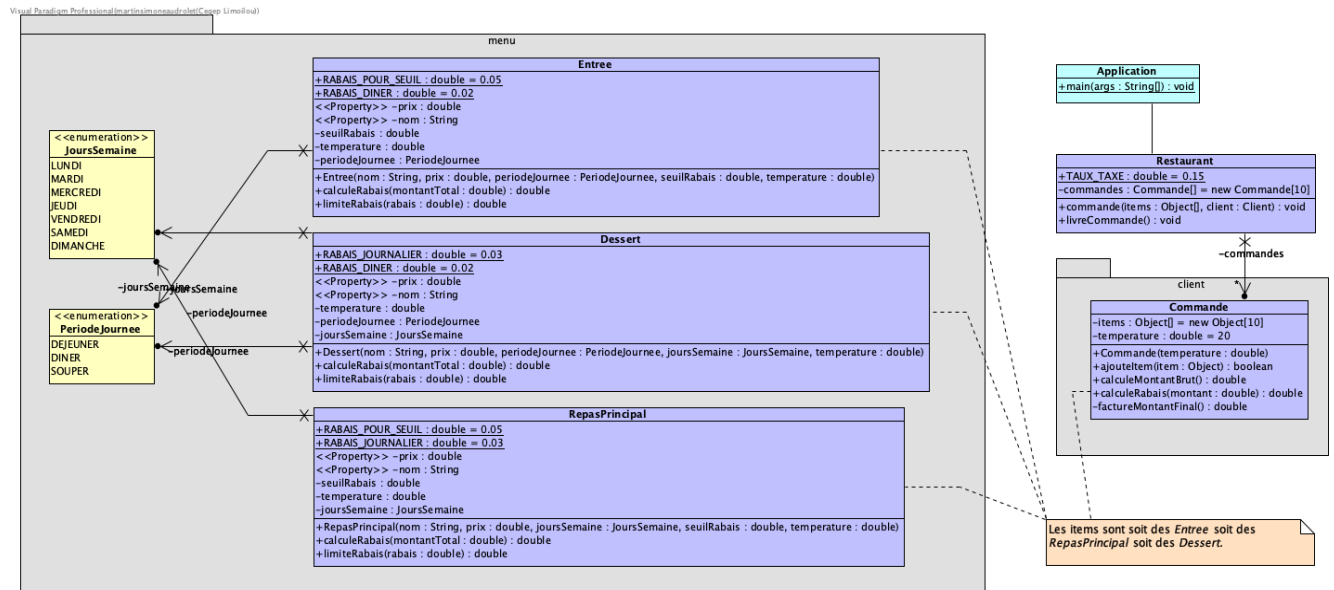 Visual Paradigm Professional(martinsimoneaudrolet(Cegep Limoilou))
menu
<<enumeration>>
JoursSemaine
LUNDI
MARDI
MERCREDI
JEUDI
VENDREDI
SAMEDI
DIMANCHE
<<enumeration>>
PeriodeJournee
DEJEUNER
DINER
SOUPER
-joursSemaine
-joursSemaine
-periodeJournee
-periodeJournee
Entree
+RABAIS_POUR_SEUIL : double = 0.05
+RABAIS_DINER : double = 0.02
<<Property>> -prix : double
<<Property>> -nom : String
-seuilRabais : double
-temperature : double
-periodeJournee : PeriodeJournee
+Entree(nom : String, prix : double, periodeJournee : PeriodeJournee, seuilRabais : double, temperature : double)
+calculeRabais(montantTotal : double) : double
+limiteRabais(rabais : double) : double
Dessert
+RABAIS_JOURNALIER : double = 0.03
+RABAIS_DINER : double = 0.02
<<Property>> -prix : double
<<Property>> -nom : String
-temperature : double
-periodeJournee : PeriodeJournee
-joursSemaine : JoursSemaine
+Dessert(nom : String, prix : double, periodeJournee : PeriodeJournee, joursSemaine : JoursSemaine, temperature : double)
+calculeRabais(montantTotal : double) : double
+limiteRabais(rabais : double) : double
RepasPrincipal
+RABAIS_POUR_SEUIL : double = 0.05
+RABAIS_JOURNALIER : double = 0.03
<<Property>> -prix : double
<<Property>> -nom : String
-seuilRabais : double
-temperature : double
-joursSemaine : JoursSemaine
+RepasPrincipal(nom : String, prix : double, joursSemaine : JoursSemaine, seuilRabais : double, temperature : double)
+calculeRabais(montantTotal : double) : double
+limiteRabais(rabais : double) : double
Application
+main(args : String[]) : void
Restaurant
+TAUX_TAXE : double = 0.15
-commandes : Commande[] = new Commande[10]
+commande(items : Object[], client : Client) : void
+livreCommande() : void
-commandes
*
client
Commande
-items : Object[] = new Object[10]
-temperature : double = 20
+Commande(temperature : double)
+ajouteItem(item : Object) : boolean
+calculeMontantBrut() : double
+calculeRabais(montant : double) : double
-factureMontantFinal() : double
Les items sont soit des Entree soit des
RepasPrincipal soit des Dessert.